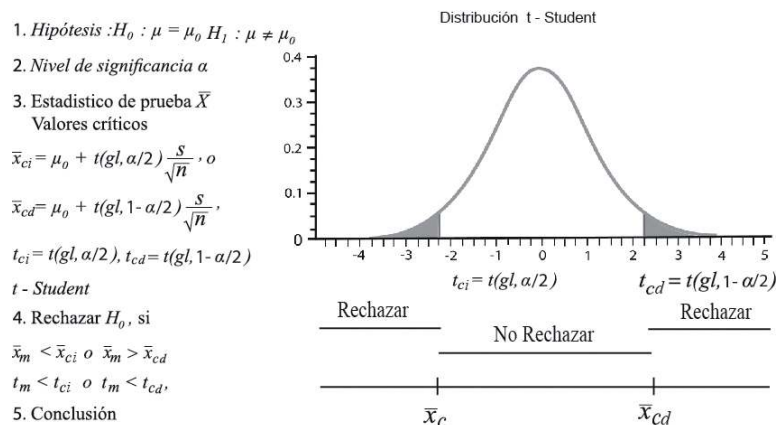 1. Hipótesis :H₀ : μ = μ₀ H₁ : μ ≠ μ₀
2. Nivel de significancia α
3. Estadistico de prueba X̅
Valores críticos
x̅ci = μ₀ + t(gl, α/2) s/√n , o
x̅cd= μ₀ + t(gl, 1- α/2) s/√n ,
tci = t(gl, α/2), tcd = t(gl, 1- α/2)
t - Student
4. Rechazar H₀, si
x̅m < x̅ci o x̅m > x̅cd
tm < tci o tm < tcd,
5. Conclusión
Distribución t - Student
0.4
0.3
0.2
0.1
0
-4 -3 -2 -1 0 1 2 3 4 5
tci = t(gl, α/2) tcd = t(gl, 1- α/2)
Rechazar No Rechazar Rechazar
x̅c x̅cd